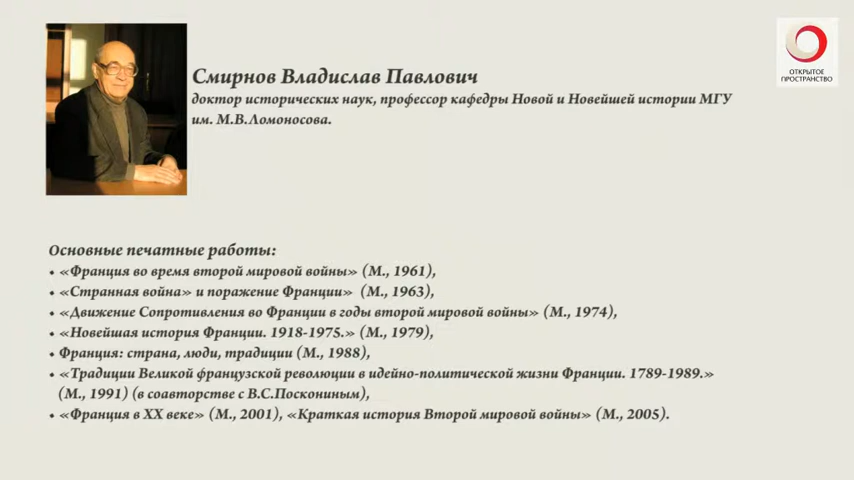 ОТКРЫТОЕ
ПРОСТРАНСТВО
Смирнов Владислав Павлович
доктор исторических наук, профессор кафедры Новой и Новейшей истории МГУ
им. М.В.Ломоносова.
Основные печатные работы:
• «Франция во время второй мировой войны» (М., 1961),
• «Странная война» и поражение Франции» (М., 1963),
• «Движение Сопротивления во Франции в годы второй мировой войны» (М., 1974),
• «Новейшая история Франции. 1918-1975.» (М., 1979),
• Франция: страна, люди, традиции (М., 1988),
• «Традиции Великой французской революции в идейно-политической жизни Франции. 1789-1989.»
(М., 1991) (в соавторстве с В.С.Поскониным),
• «Франция в XX веке» (М., 2001), «Краткая история Второй мировой войны» (М., 2005).